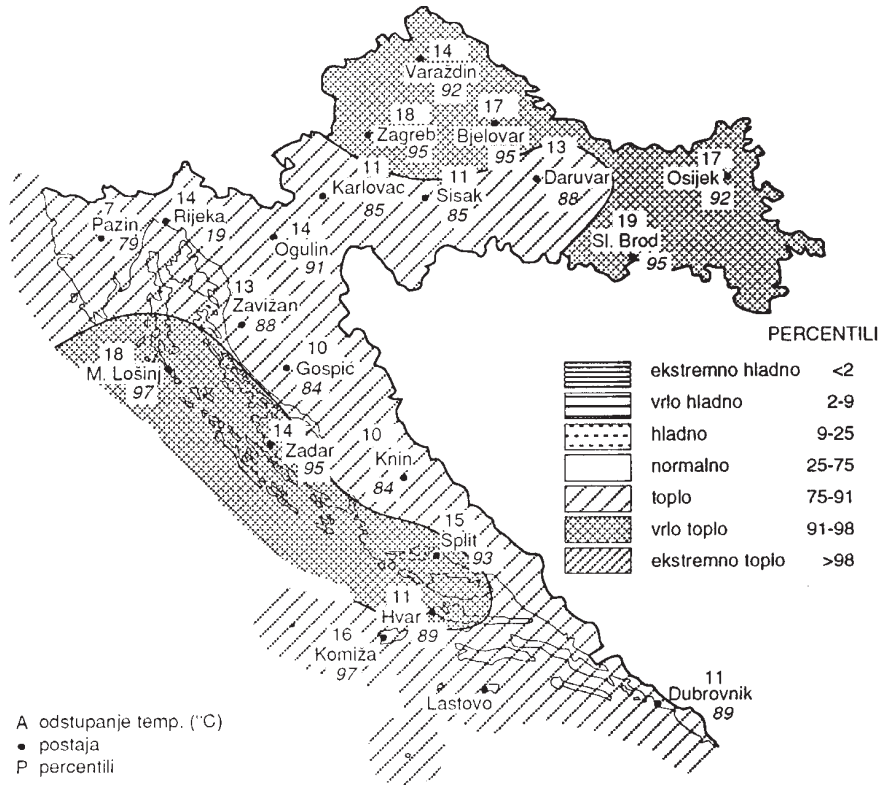 14
Varaždin
92
18
Zagreb
95
17
Bjelovar
95
13
Daruvar
88
17
Osijek
92
19
Sl. Brod
95
11
Karlovac
85
11
Sisak
85
7
Pazin
79
14
Rijeka
19
14
Ogulin
91
13
Zavižan
88
10
Gospić
84
18
M. Lošinj
97
14
Zadar
95
10
Knin
84
15
Split
93
11
Hvar
89
16
Komiža
97
Lastovo
11
Dubrovnik
89
PERCENTILI
ekstremno hladno <2
vrlo hladno 2-9
hladno 9-25
normalno 25-75
toplo 75-91
vrlo toplo 91-98
ekstremno toplo >98
A odstupanje temp. (°C)
• postaja
P percentili